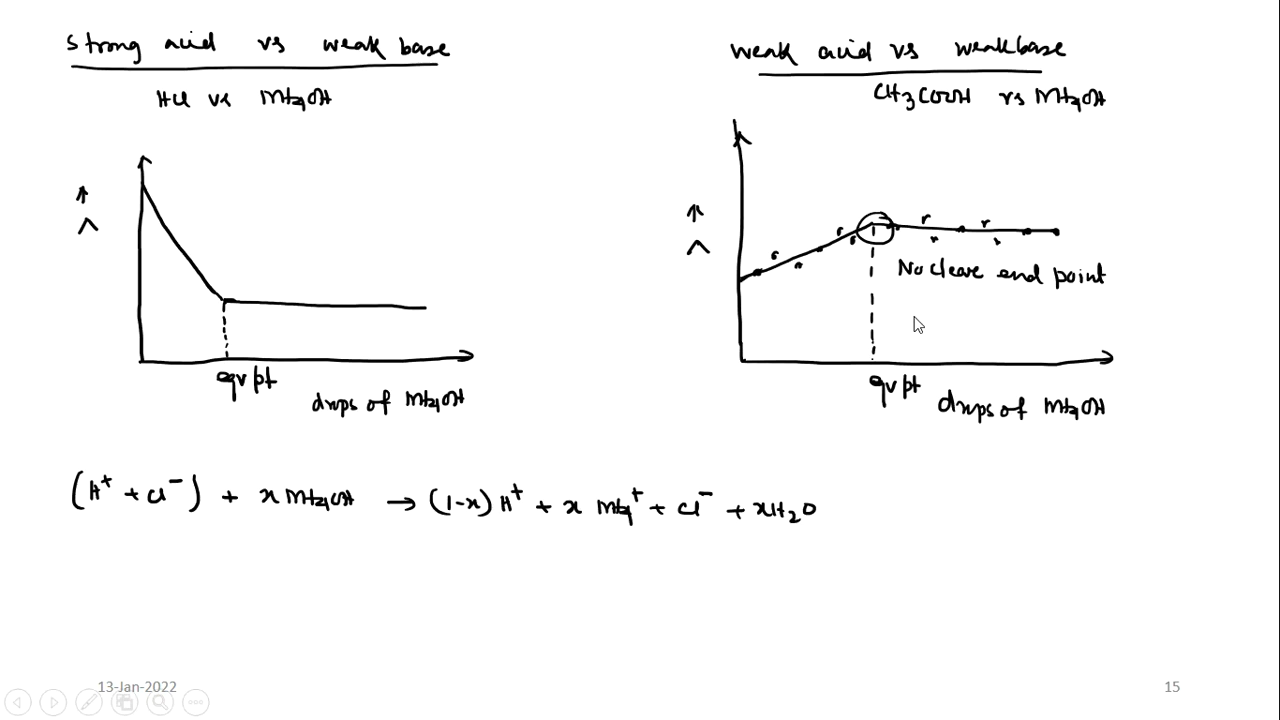 strong acid vs weak base
HCl vs NH4OH
↑
Λ
eqv pt
drops of NH4OH
weak acid vs weak base
CH3COOH vs NH4OH
↑
Λ
No cleare end point
eqv pt
drops of NH4OH
(H⁺ + Cl⁻) + x NH4OH → (1-x) H⁺ + x NH4⁺ + Cl⁻ + xH2O
13-Jan-2022
15